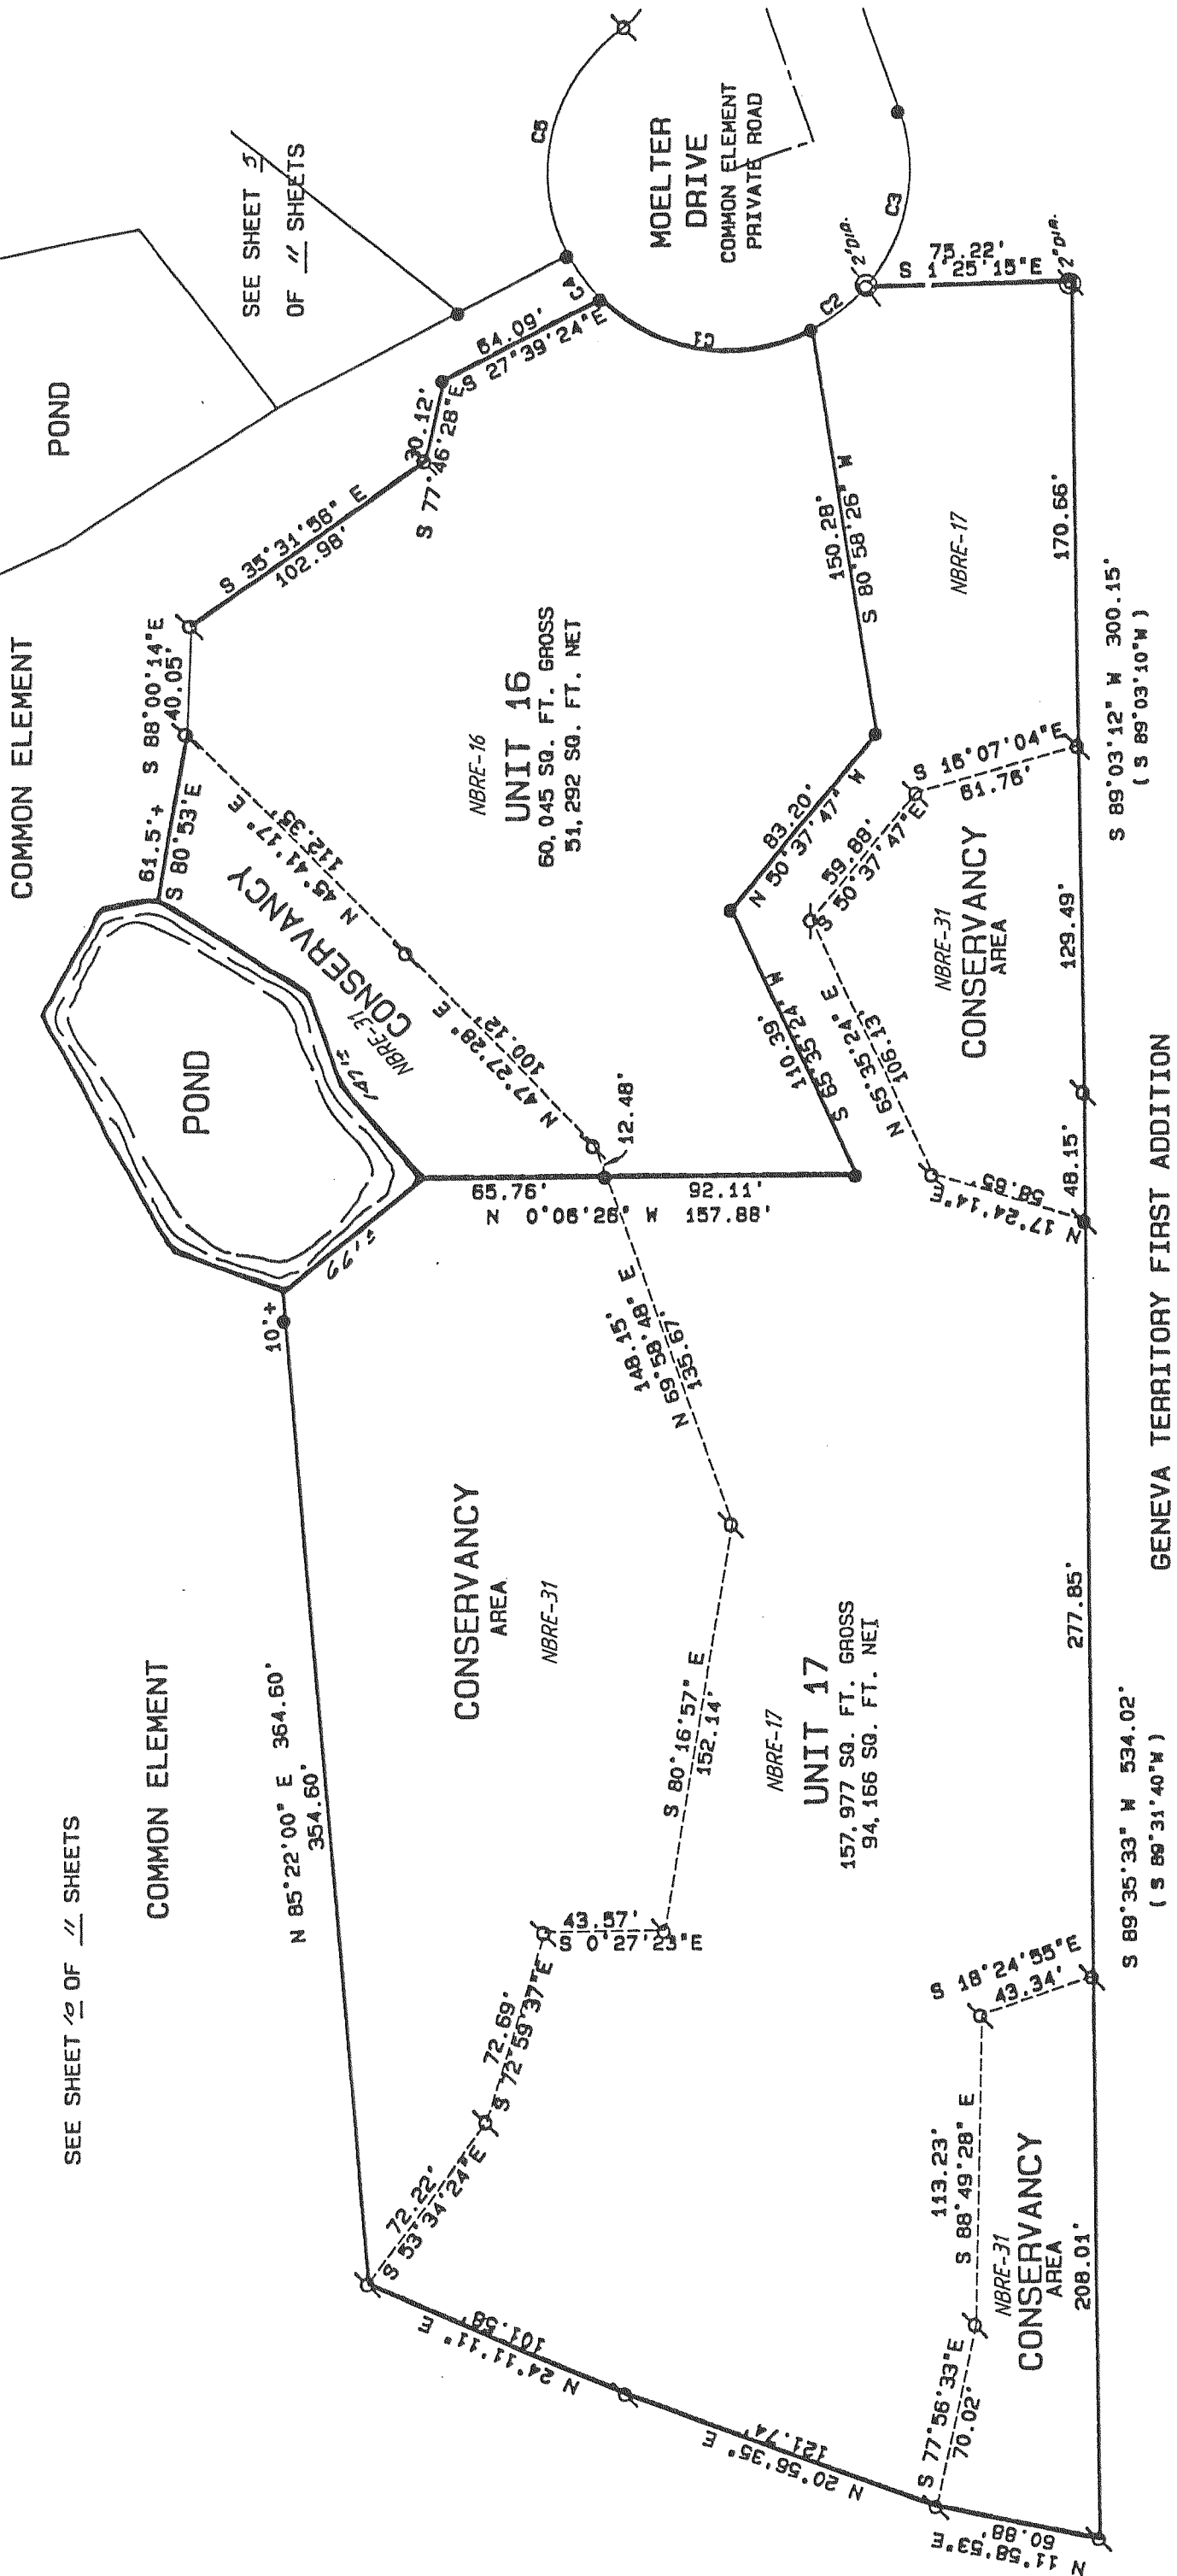 SEE SHEET 10 OF 11 SHEETS
COMMON ELEMENT
N 85°22'00" E 364.60'
354.60'
10'±
POND
COMMON ELEMENT
POND
SEE SHEET 5
OF 11 SHEETS
61.5'±
S 80°53'E
S 88°00'14"E
40.05'
S 35°31'56" E
102.98'
S 77°46'28"E
30.12'
54.09'
S 27°39'24"E
C4
C5
C1
C2
C3
MOELTER
DRIVE
COMMON ELEMENT
PRIVATE ROAD
2"DIA.
75.22'
S 1°25'15"E
2"DIA.
CONSERVANCY
NBRE-31
147'±
N 45°41'17" E
112.35'
N 47°27'28" E
100.12'
12.48'
NBRE-16
UNIT 16
60,045 SQ. FT. GROSS
51,292 SQ. FT. NET
65.76'
92.11'
N 0°06'26" W 157.88'
148.15'
N 69°58'48" E
135.67'
150.28'
S 80°58'26" W
83.20'
N 50°37'47" W
110.39'
S 65°35'24" W
NBRE-17
59.88'
S 50°37'47"E
S 16°07'04"E
61.76'
N 65°35'24" E
106.13'
N 17°24'14"E
58.65'
NBRE-31
CONSERVANCY
AREA
48.15'
129.49'
170.66'
S 89°03'12" W 300.15'
( S 89°03'10"W )
CONSERVANCY
AREA
NBRE-31
72.22'
S 53°34'24"E
72.69'
S 72°59'37"E
43.57'
S 0°27'23"E
S 80°16'57" E
152.14'
NBRE-17
UNIT 17
157,977 SQ. FT. GROSS
94,166 SQ. FT. NET
N 24°11'11" E
101.58'
N 20°56'35" E
121.74'
N 11°58'53"E
60.88'
S 77°56'33"E
70.02'
113.23'
S 88°49'28" E
S 18°24'55"E
43.34'
NBRE-31
CONSERVANCY
AREA
208.01'
277.85'
S 89°35'33" W 534.02'
( S 89°31'40"W )
GENEVA TERRITORY FIRST ADDITION